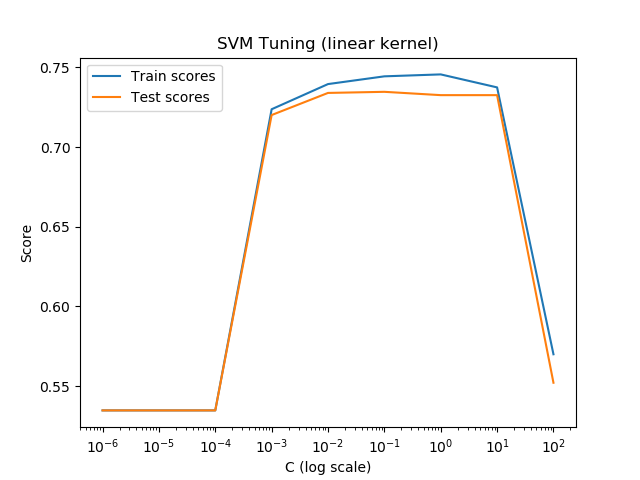 SVM Tuning (linear kernel)
Train scores
Test scores
0.75
0.70
0.65
0.60
0.55
Score
10⁻⁶ 10⁻⁵ 10⁻⁴ 10⁻³ 10⁻² 10⁻¹ 10⁰ 10¹ 10²
C (log scale)